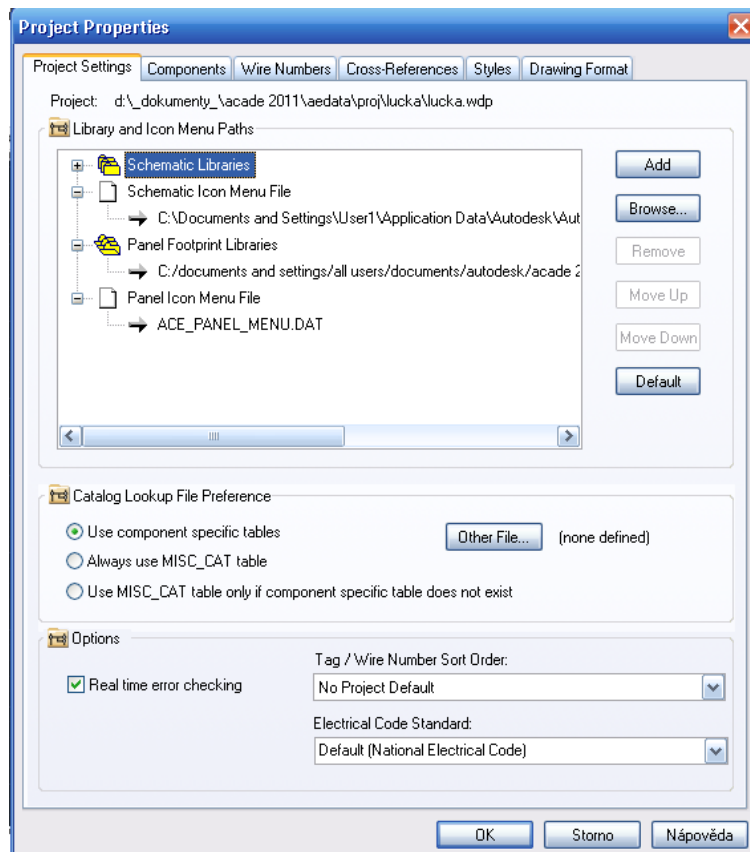 Project Properties
Project Settings Components Wire Numbers Cross-References Styles Drawing Format
Project: d:\_dokumenty_\acade 2011\aedata\proj\lucka\lucka.wdp
Library and Icon Menu Paths
Schematic Libraries
Add
Schematic Icon Menu File
C:\Documents and Settings\User1\Application Data\Autodesk\Aut
Browse...
Panel Footprint Libraries
Remove
C:/documents and settings/all users/documents/autodesk/acade 2
Panel Icon Menu File
Move Up
ACE_PANEL_MENU.DAT
Move Down
Default
Catalog Lookup File Preference
Use component specific tables
Other File... (none defined)
Always use MISC_CAT table
Use MISC_CAT table only if component specific table does not exist
Options
Tag / Wire Number Sort Order:
Real time error checking
No Project Default
Electrical Code Standard:
Default (National Electrical Code)
OK Storno Nápověda